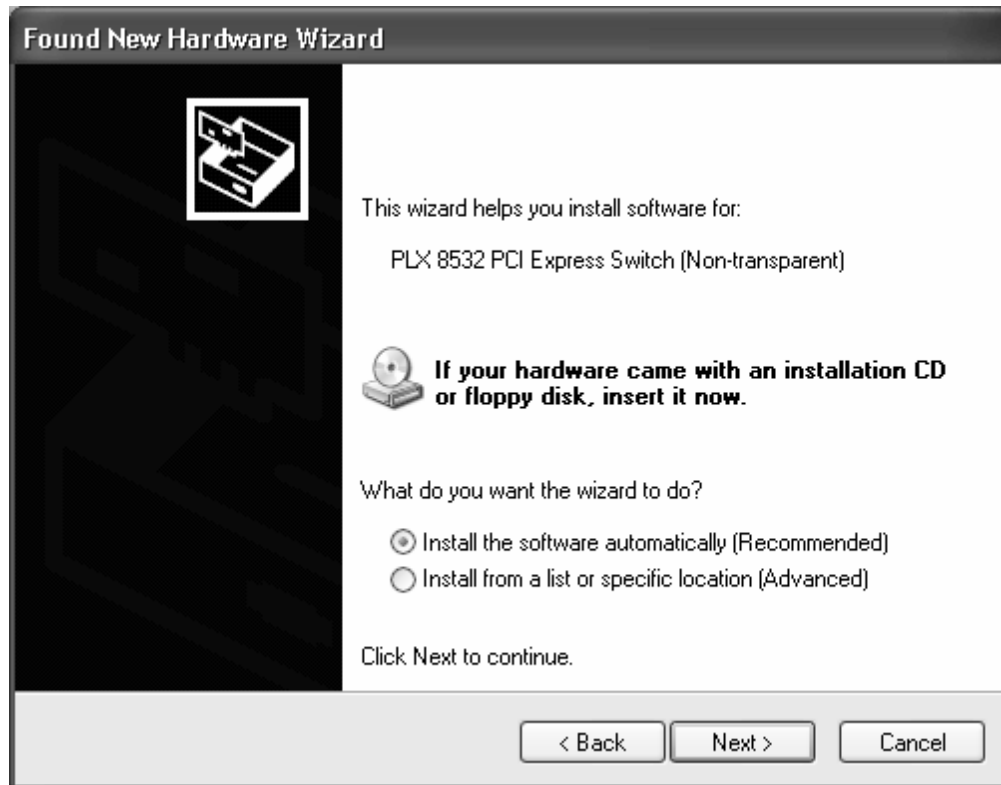 Found New Hardware Wizard
This wizard helps you install software for:
PLX 8532 PCI Express Switch (Non-transparent)
If your hardware came with an installation CD
or floppy disk, insert it now.
What do you want the wizard to do?
Install the software automatically (Recommended)
Install from a list or specific location (Advanced)
Click Next to continue.
< Back
Next >
Cancel